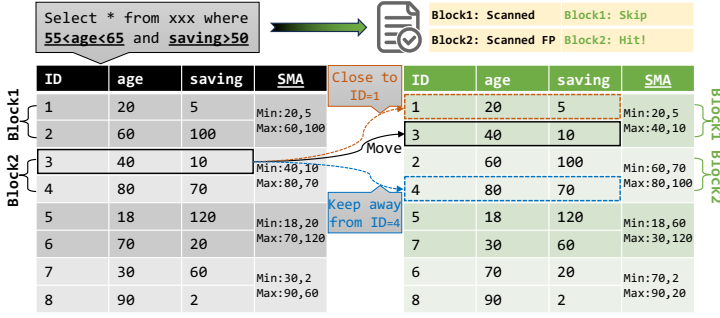 Select * from xxx where
55<age<65 and saving>50
Block1: Scanned Block1: Skip
Block2: Scanned FP Block2: Hit!
ID age saving SMA
Block1
1 20 5
2 60 100
Min:20,5
Max:60,100
Block2
3 40 10
4 80 70
Min:40,10
Max:80,70
5 18 120
6 70 20
Min:18,20
Max:70,120
7 30 60
8 90 2
Min:30,2
Max:90,60
Close to
ID=1
Move
Keep away
from ID=4
ID age saving SMA
1 20 5
3 40 10
Min:20,5
Max:40,10
Block1
2 60 100
4 80 70
Min:60,70
Max:80,100
Block2
5 18 120
7 30 60
Min:18,60
Max:30,120
6 70 20
8 90 2
Min:70,2
Max:90,20